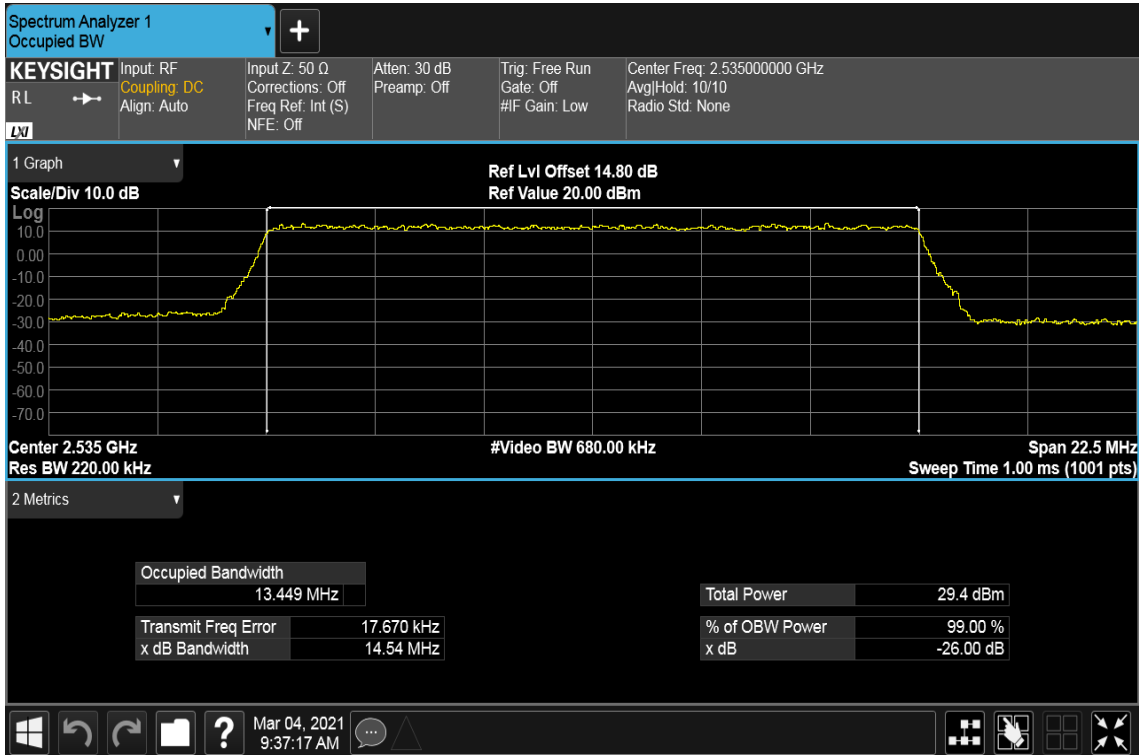 Spectrum Analyzer 1
Occupied BW
+
KEYSIGHT
R L
LXI
Input: RF
Coupling: DC
Align: Auto
Input Z: 50 Ω
Corrections: Off
Freq Ref: Int (S)
NFE: Off
Atten: 30 dB
Preamp: Off
Trig: Free Run
Gate: Off
#IF Gain: Low
Center Freq: 2.535000000 GHz
Avg|Hold: 10/10
Radio Std: None
1 Graph
Scale/Div 10.0 dB
Ref Lvl Offset 14.80 dB
Ref Value 20.00 dBm
Log
10.0
0.00
-10.0
-20.0
-30.0
-40.0
-50.0
-60.0
-70.0
Center 2.535 GHz
#Video BW 680.00 kHz
Span 22.5 MHz
Res BW 220.00 kHz
Sweep Time 1.00 ms (1001 pts)
2 Metrics
Occupied Bandwidth
13.449 MHz
Total Power 29.4 dBm
Transmit Freq Error 17.670 kHz
% of OBW Power 99.00 %
x dB Bandwidth 14.54 MHz
x dB -26.00 dB
?
Mar 04, 2021
9:37:17 AM